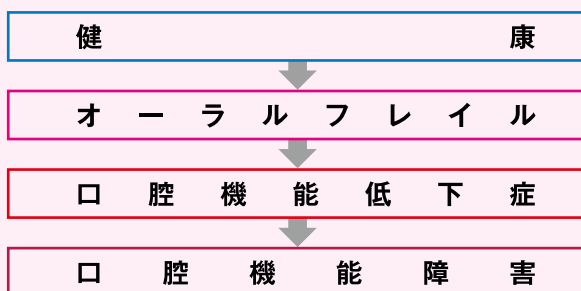 健康
オーラルフレイル
口腔機能低下症
口腔機能障害